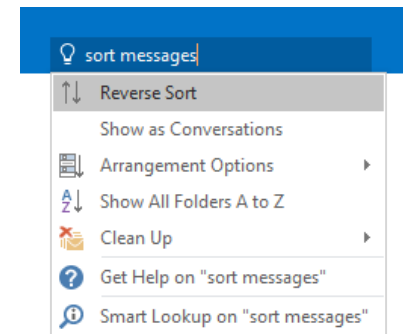 sort messages
Reverse Sort
Show as Conversations
Arrangement Options
Show All Folders A to Z
Clean Up
Get Help on "sort messages"
Smart Lookup on "sort messages"